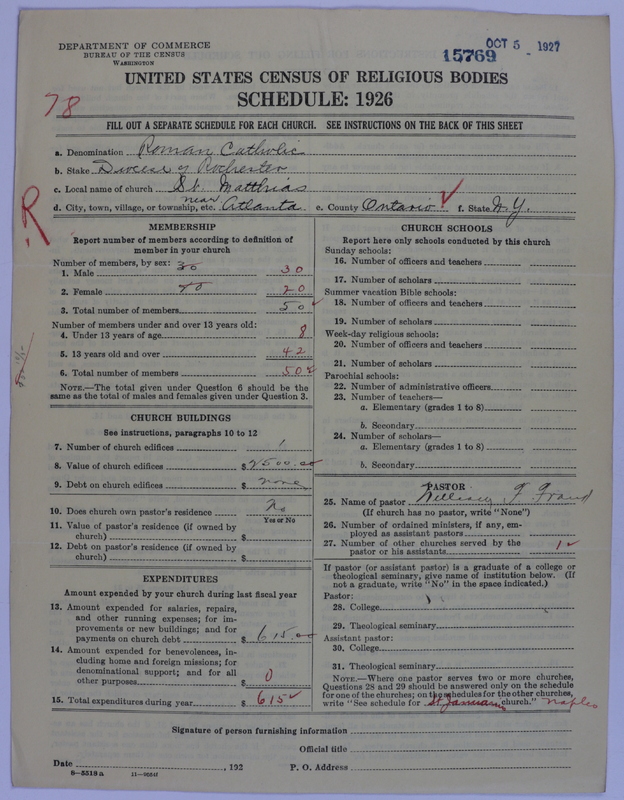 DEPARTMENT OF COMMERCE
BUREAU OF THE CENSUS
WASHINGTON
15769 OCT 5 - 1927
UNITED STATES CENSUS OF RELIGIOUS BODIES
SCHEDULE: 1926
78
FILL OUT A SEPARATE SCHEDULE FOR EACH CHURCH. SEE INSTRUCTIONS ON THE BACK OF THIS SHEET
a. Denomination Roman Catholic
b. Stake Diocese of Rochester
c. Local name of church St. Matthias
d. City, town, village, or township, etc. near Atlanta e. County Ontario ✓ f. State N.Y.
R
MEMBERSHIP
Report number of members according to definition of
member in your church
Number of members, by sex:
1. Male 30 30
2. Female 40 20
3. Total number of members 50 ✓
Number of members under and over 13 years old:
4. Under 13 years of age 8
5. 13 years old and over 42
6. Total number of members 50 ✓
NOTE.—The total given under Question 6 should be the
same as the total of males and females given under Question 3.
CHURCH BUILDINGS
See instructions, paragraphs 10 to 12
7. Number of church edifices 1
8. Value of church edifices $ 2500.00
9. Debt on church edifices $ none
10. Does church own pastor's residence No
Yes or No
11. Value of pastor's residence (if owned by
church) $
12. Debt on pastor's residence (if owned by
church) $
EXPENDITURES
Amount expended by your church during last fiscal year
13. Amount expended for salaries, repairs,
and other running expenses; for im-
provements or new buildings; and for
payments on church debt $ 615.00
14. Amount expended for benevolences, in-
cluding home and foreign missions; for
denominational support; and for all
other purposes $ 0
15. Total expenditures during year $ 615 ✓
CHURCH SCHOOLS
Report here only schools conducted by this church
Sunday schools:
16. Number of officers and teachers
17. Number of scholars
Summer vacation Bible schools:
18. Number of officers and teachers
19. Number of scholars
Week-day religious schools:
20. Number of officers and teachers
21. Number of scholars
Parochial schools:
22. Number of administrative officers
23. Number of teachers—
a. Elementary (grades 1 to 8)
b. Secondary
24. Number of scholars—
a. Elementary (grades 1 to 8)
b. Secondary
PASTOR
25. Name of pastor William F.
(If church has no pastor, write "None")
26. Number of ordained ministers, if any, em-
ployed as assistant pastors
27. Number of other churches served by the
pastor or his assistants 1 ✓
If pastor (or assistant pastor) is a graduate of a college or
theological seminary, give name of institution below. (If
not a graduate, write "No" in the space indicated.)
Pastor:
28. College
29. Theological seminary
Assistant pastor:
30. College
31. Theological seminary
NOTE.—Where one pastor serves two or more churches,
Questions 28 and 29 should be answered only on the schedule
for one of the churches; on the schedules for the other churches,
write "See schedule for St Januarius church." Naples
Signature of person furnishing information
Official title
Date , 192 P. O. Address
8—5518 a